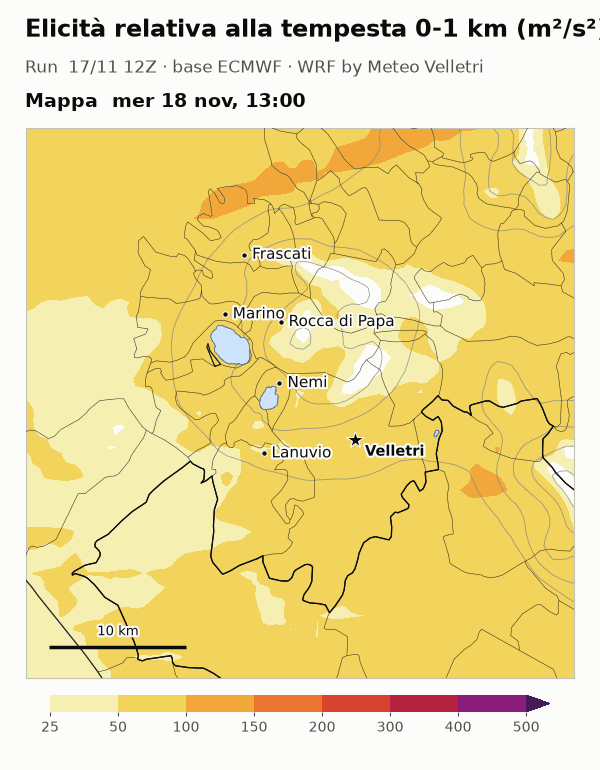 Elicità relativa alla tempesta 0-1 km (m²/s²)
Run 17/11 12Z · base ECMWF · WRF by Meteo Velletri
Mappa mer 18 nov, 13:00
Frascati
Marino
Rocca di Papa
Nemi
Velletri
Lanuvio
10 km
25 50 100 150 200 300 400 500